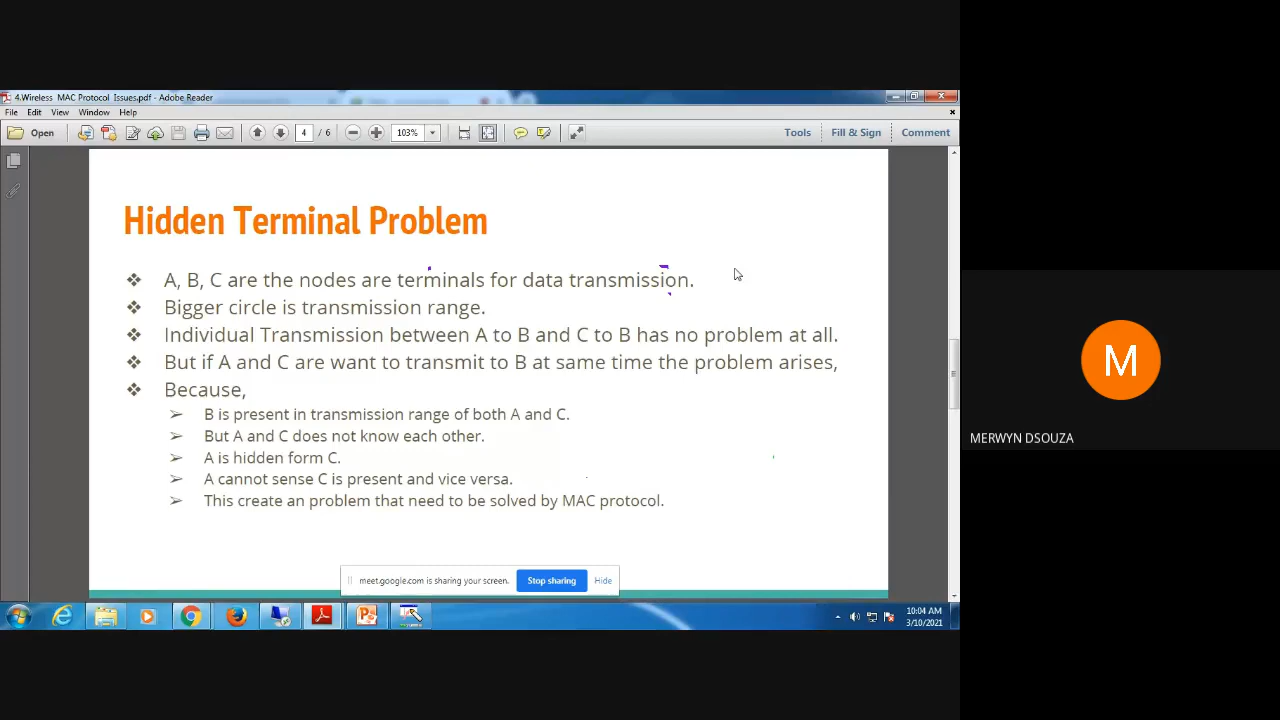 4.Wireless MAC Protocol Issues.pdf - Adobe Reader
File Edit View Window Help
Open 4 / 6 103% Tools Fill & Sign Comment
Hidden Terminal Problem
❖ A, B, C are the nodes are terminals for data transmission.
❖ Bigger circle is transmission range.
❖ Individual Transmission between A to B and C to B has no problem at all.
❖ But if A and C are want to transmit to B at same time the problem arises,
❖ Because,
➢ B is present in transmission range of both A and C.
➢ But A and C does not know each other.
➢ A is hidden form C.
➢ A cannot sense C is present and vice versa.
➢ This create an problem that need to be solved by MAC protocol.
meet.google.com is sharing your screen. Stop sharing Hide
10:04 AM
3/10/2021
M
MERWYN DSOUZA